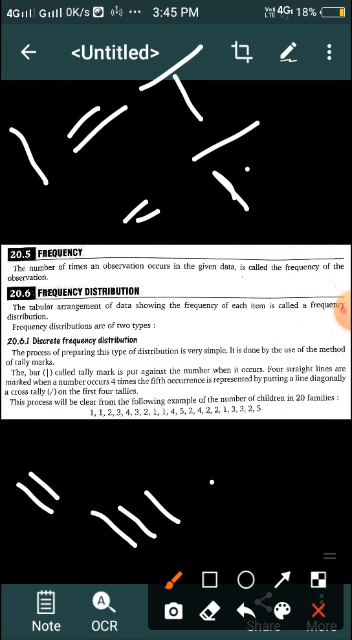 4G 4G 0K/s 3:45 PM 4G 18%
<Untitled>
20.5 FREQUENCY
The number of times an observation occurs in the given data, is called the frequency of the
observation.
20.6 FREQUENCY DISTRIBUTION
The tabular arrangement of data showing the frequency of each item is called a frequency
distribution.
Frequency distributions are of two types :
20.6.1 Discrete frequency distribution
The process of preparing this type of distribution is very simple. It is done by the use of the method
of tally marks.
The, bar (|) called tally mark is put against the number when it occurs. Four straight lines are
marked when a number occurs 4 times the fifth occurrence is represented by putting a line diagonally
a cross tally (/) on the first four tallies.
This process will be clear from the following example of the number of children in 20 families :
1, 1, 2, 3, 4, 3, 2, 1, 1, 4, 5, 2, 4, 2, 2, 1, 3, 3, 2, 5
Note OCR Share More